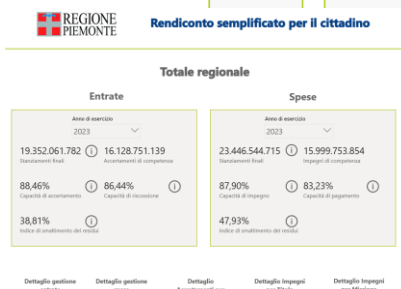 REGIONE
PIEMONTE
Rendiconto semplificato per il cittadino
Totale regionale
Entrate
Spese
Anno di esercizio
2023
19.352.061.782
16.128.751.139
Stanziamenti finali
Accertamenti di competenza
88,46%
86,44%
Capacità di accertamento
Capacità di riscossione
38,81%
Indice di smaltimento dei residui
Anno di esercizio
2023
23.446.544.715
15.999.753.854
Stanziamenti finali
Impegni di competenza
87,90%
83,23%
Capacità di impegno
Capacità di pagamento
47,93%
Indice di smaltimento dei residui
Dettaglio gestione
Dettaglio gestione
Dettaglio
Dettaglio Impegni
Dettaglio Impegni